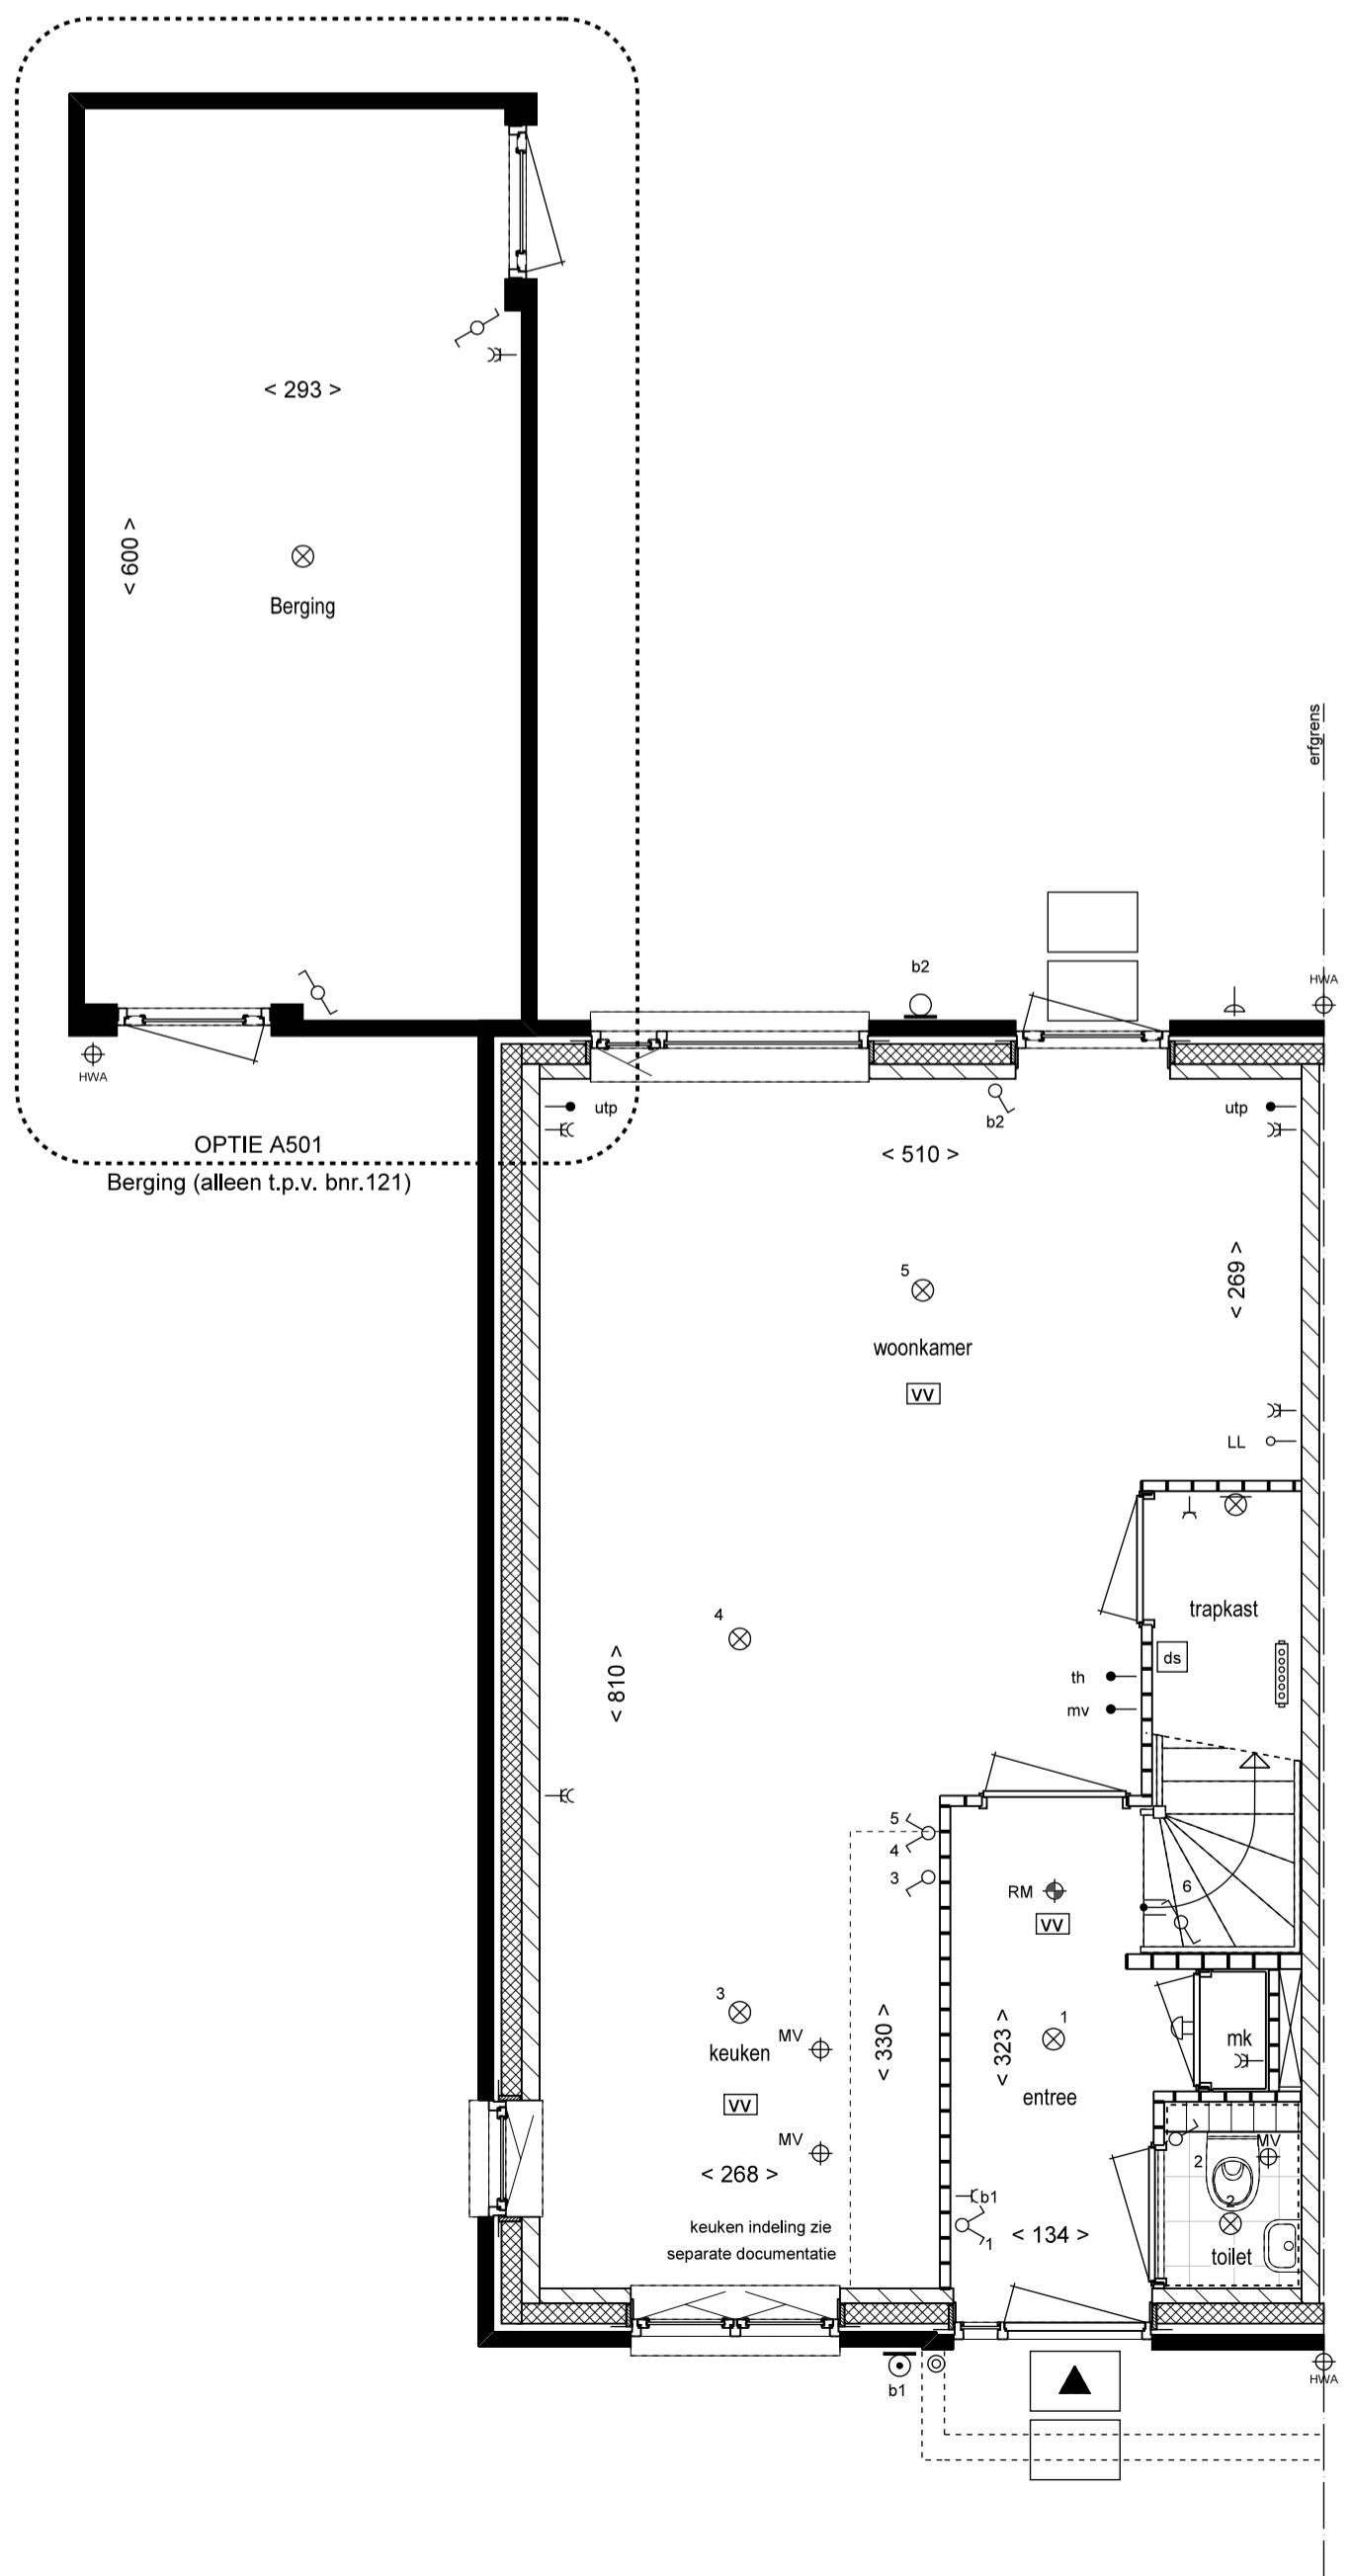 < 293 >
< 600 >
Berging
erfgrens
b2
HWA
HWA
utp
utp
b2
OPTIE A501
< 510 >
Berging (alleen t.p.v. bnr.121)
< 269 >
5
woonkamer
VV
LL
trapkast
4
ds
th
< 810 >
mv
5
4
3
6
RM
VV
3
1
MV
< 330 >
< 323 >
mk
keuken
entree
VV
MV
MV
2
< 268 >
b1
2
keuken indeling zie
1
< 134 >
separate documentatie
toilet
b1
HWA